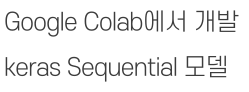 Google Colab에서 개발
keras Sequential 모델